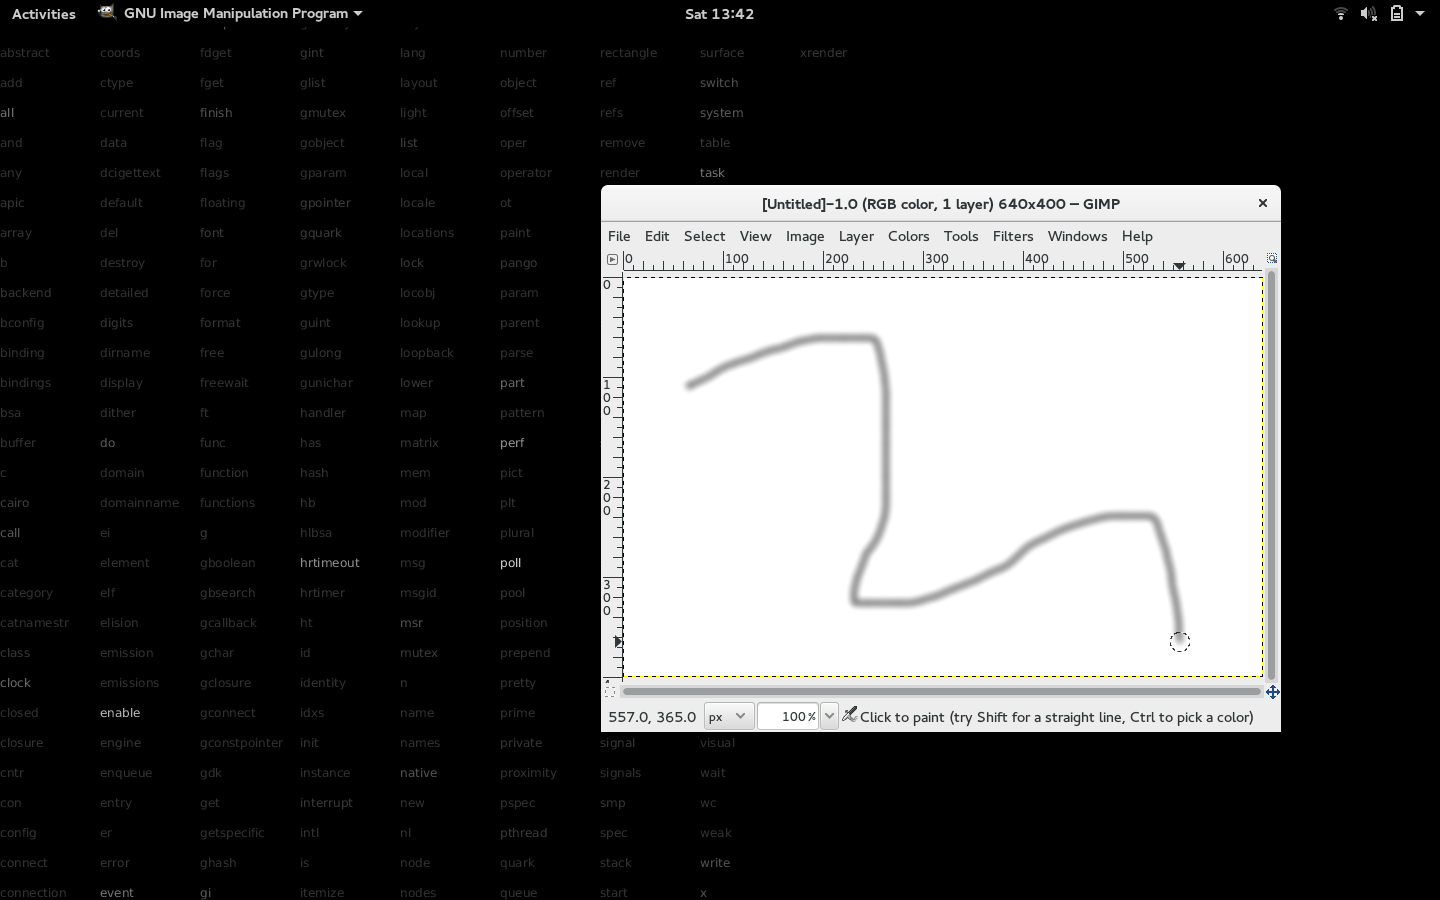 Activities GNU Image Manipulation Program Sat 13:42
abstract coords fdget gint lang number rectangle surface xrender
add ctype fget glist layout object ref switch
all current finish gmutex light offset refs system
and data flag gobject list oper remove table
any dcigettext flags gparam local operator render task
apic default floating gpointer locale ot
array del font gquark locations paint
b destroy for grwlock lock pango
backend detailed force gtype locobj param
bconfig digits format guint lookup parent
binding dirname free gulong loopback parse
bindings display freewait gunichar lower part
bsa dither ft handler map pattern
buffer do func has matrix perf
c domain function hash mem pict
cairo domainname functions hb mod plt
call ei g hlbsa modifier plural
cat element gboolean hrtimeout msg poll
category elf gbsearch hrtimer msgid pool
catnamestr elision gcallback ht msr position
class emission gchar id mutex prepend
clock emissions gclosure identity n pretty
closed enable gconnect idxs name prime
closure engine gconstpointer init names private signal visual
cntr enqueue gdk instance native proximity signals wait
con entry get interrupt new pspec smp wc
config er getspecific intl nl pthread spec weak
connect error ghash is node quark stack write
connection event gi itemize nodes queue start x
[Untitled]-1.0 (RGB color, 1 layer) 640x400 – GIMP
File Edit Select View Image Layer Colors Tools Filters Windows Help
0 100 200 300 400 500 600
0
100
200
300
557.0, 365.0 px 100% Click to paint (try Shift for a straight line, Ctrl to pick a color)